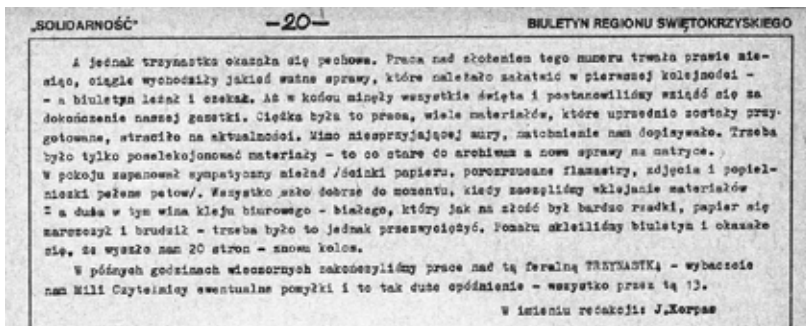 „SOLIDARNOŚĆ"
—20—
BIULETYN REGIONU ŚWIĘTOKRZYSKIEGO
A jednak trzynastka okazała się pechowa. Praca nad złożeniem tego numeru trwała prawie mie-
siąc, ciągle wychodziły jakieś ważne sprawy, które należało załatwić w pierwszej kolejności -
- a biuletyn leżał i czekał. Aż w końcu minęły wszystkie święta i postanowiliśmy wziąść się za
dokończenie naszej gazetki. Ciężka była to praca, wiele materiałów, które uprzednio zostały przy-
gotowane, straciło na aktualności. Mimo niesprzyjającej aury, natchnienie nam dopisywało. Trzeba
było tylko poselekcjonować materiały - to co stare do archiwum a nowe sprawy na matryce.
W pokoju zapanował sympatyczny nieład /ścinki papieru, porozrzucane flamastry, zdjęcia i popiel-
niczki pełene petow/. Wszystko szło dobrze do momentu, kiedy zaczęliśmy wklejanie materiałów
- a duża w tym wina kleju biurowego - białego, który jak na złość był bardzo rzadki, papier się
marszczył i brudził - trzeba było to jednak przezwyciężyć. Pomału skleiliśmy biuletyn i okazało
się, że wyszło nam 20 stron - znowu kolos.
W późnych godzinach wieczornych zakończyliśmy prace nad tą feralną TRZYNASTKĄ - wybaczcie
nam Mili Czytelnicy ewentualne pomyłki i to tak duże opóźnienie - wszystko przez tą 13.
W imieniu redakcji: J.Korpas